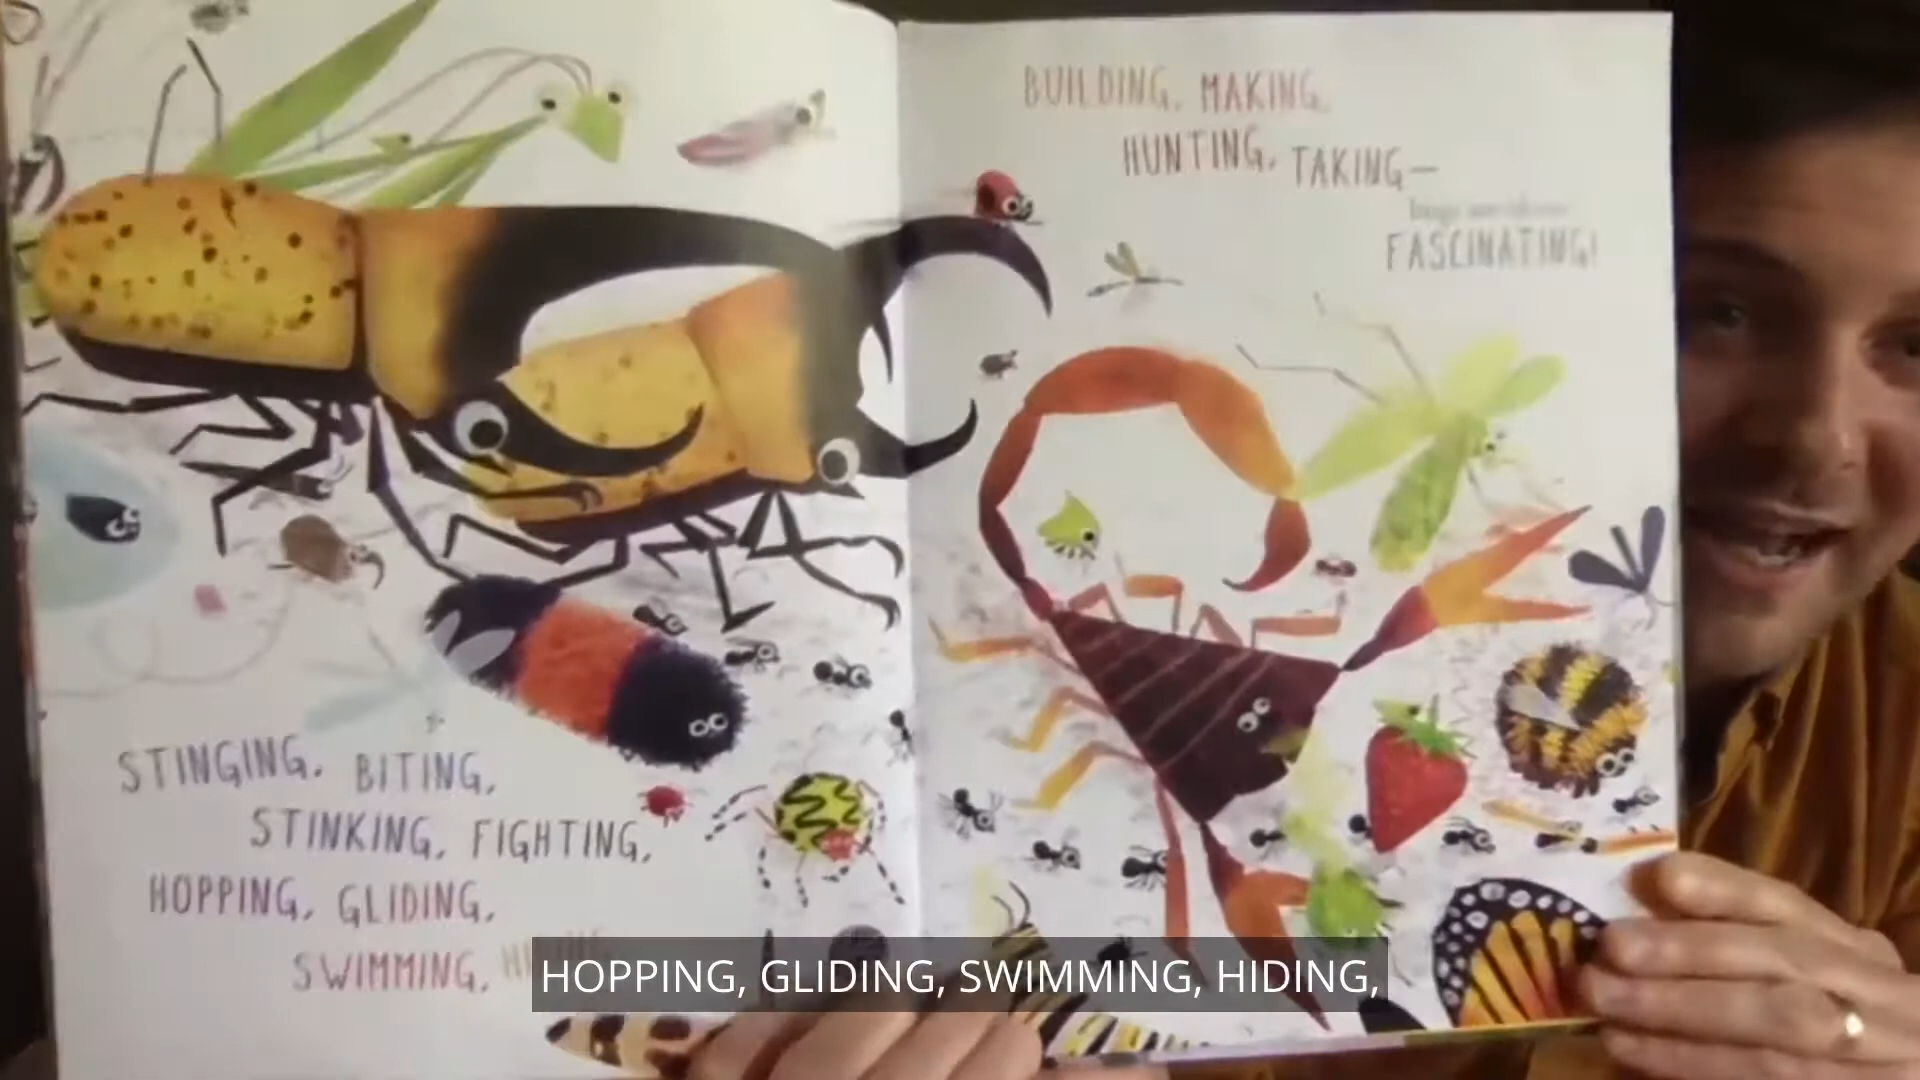 STINGING, BITING,
STINKING, FIGHTING,
HOPPING, GLIDING,
SWIMMING,
BUILDING, MAKING,
HUNTING, TAKING—
FASCINATING!
HOPPING, GLIDING, SWIMMING, HIDING,